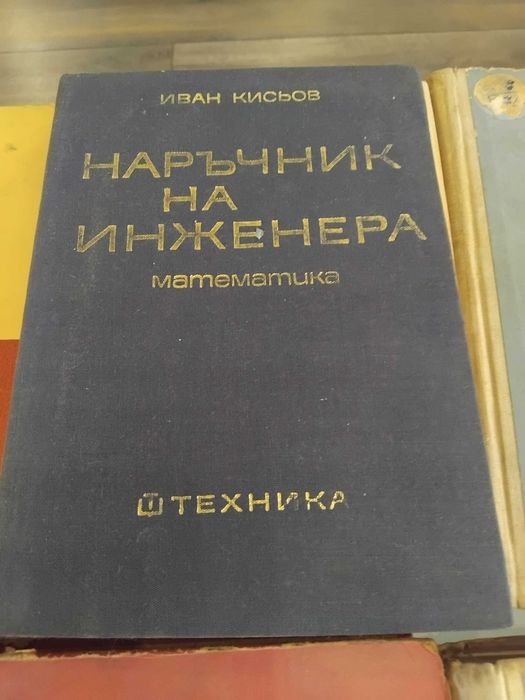 ИВАН КИСЬОВ
НАРЪЧНИК
НА
ИНЖЕНЕРА
математика
ТЕХНИКА